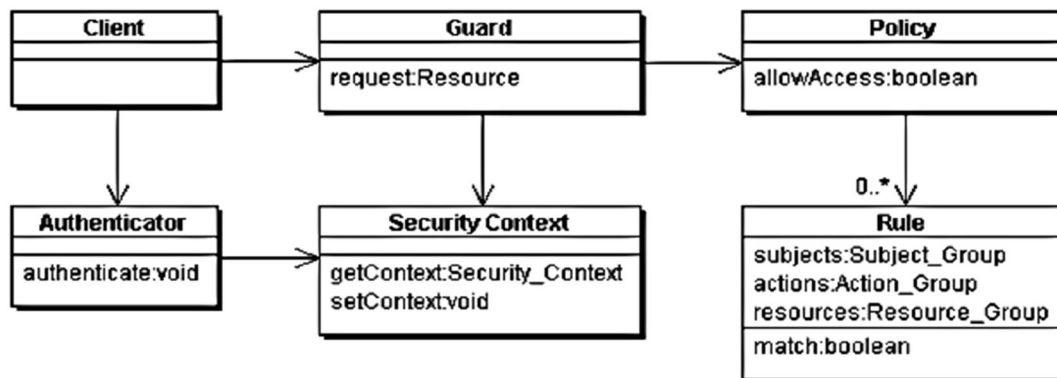 Client
Guard
request:Resource
Policy
allowAccess:boolean
0..*
Authenticator
authenticate:void
Security Context
getContext:Security_Context
setContext:void
Rule
subjects:Subject_Group
actions:Action_Group
resources:Resource_Group
match:boolean